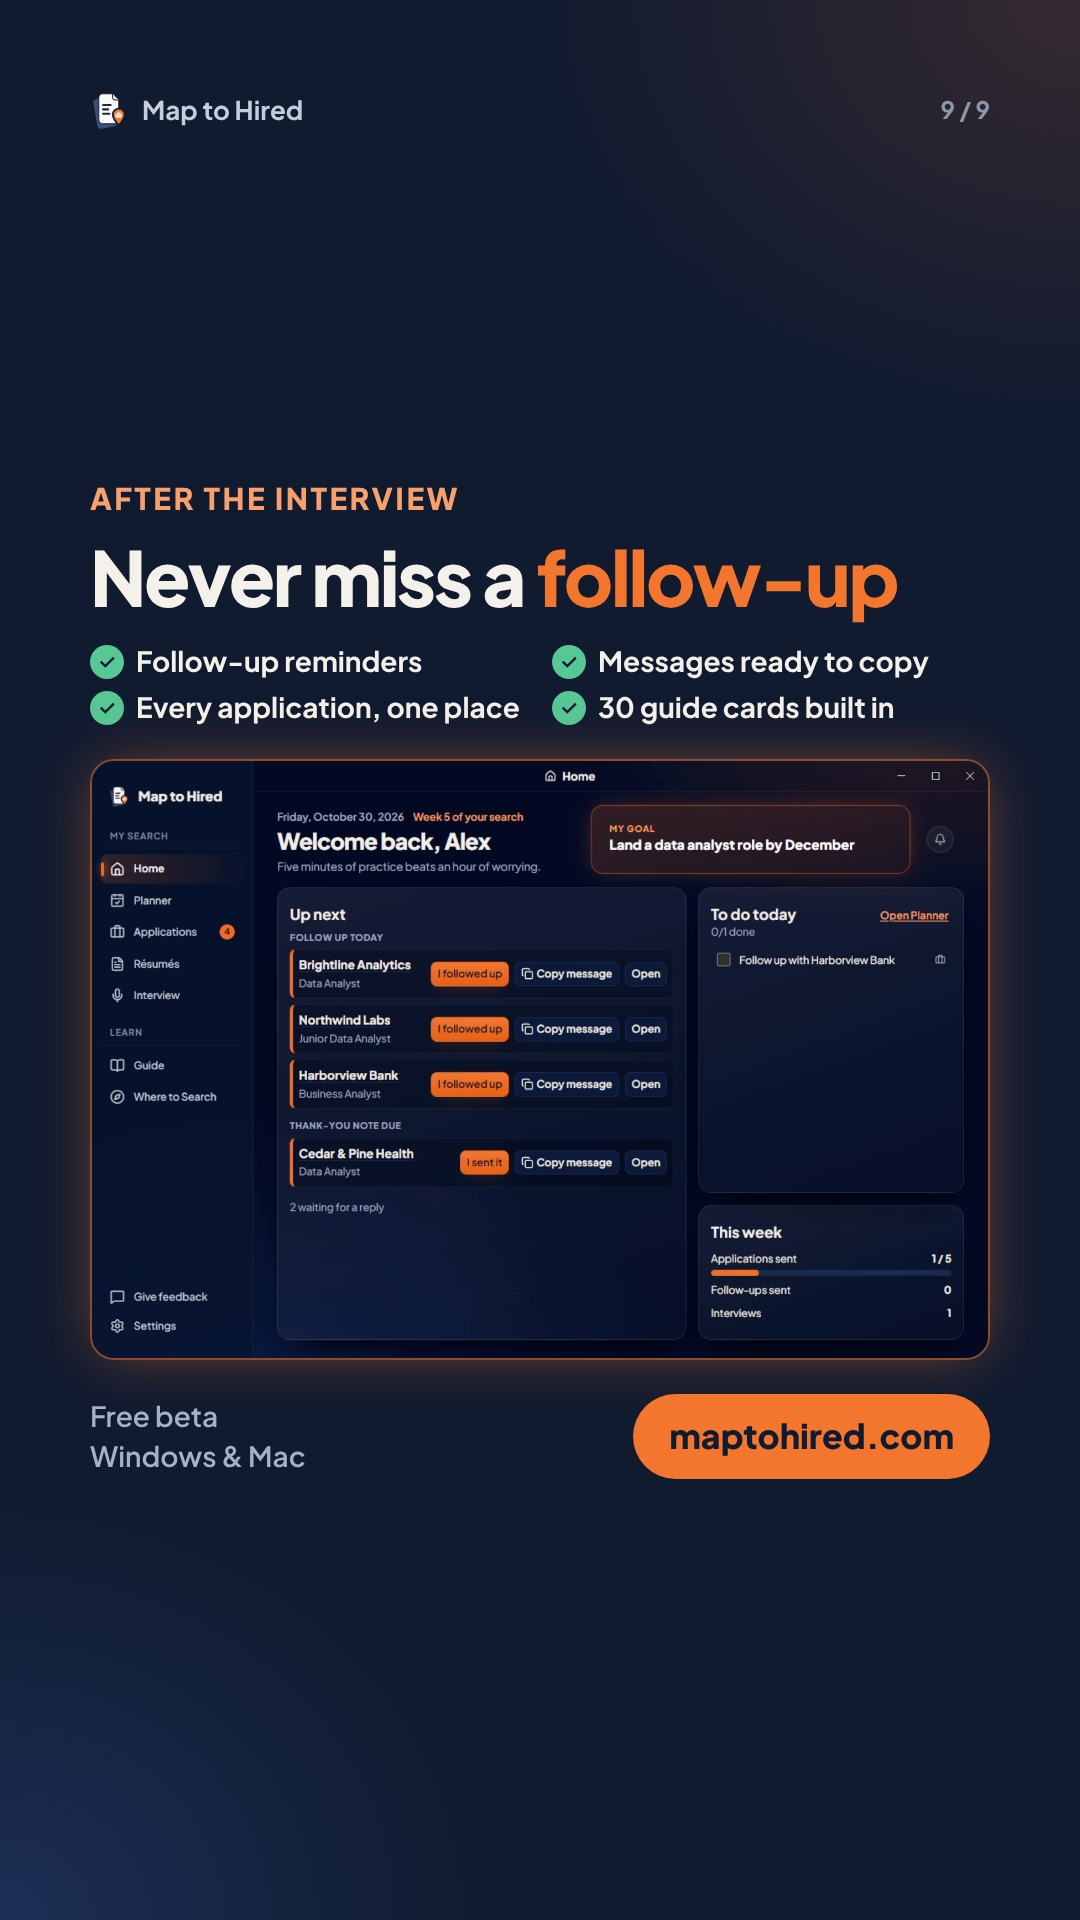 Map to Hired
9 / 9
AFTER THE INTERVIEW
Never miss a follow-up
Follow-up reminders
Messages ready to copy
Every application, one place
30 guide cards built in
Map to Hired
MY SEARCH
Home
Planner
Applications 4
Résumés
Interview
LEARN
Guide
Where to Search
Give feedback
Settings
Home
Friday, October 30, 2026 Week 5 of your search
Welcome back, Alex
Five minutes of practice beats an hour of worrying.
MY GOAL
Land a data analyst role by December
Up next
FOLLOW UP TODAY
Brightline Analytics
Data Analyst
I followed up Copy message Open
Northwind Labs
Junior Data Analyst
I followed up Copy message Open
Harborview Bank
Business Analyst
I followed up Copy message Open
THANK-YOU NOTE DUE
Cedar & Pine Health
Data Analyst
I sent it Copy message Open
2 waiting for a reply
To do today Open Planner
0/1 done
Follow up with Harborview Bank
This week
Applications sent 1 / 5
Follow-ups sent 0
Interviews 1
Free beta
Windows & Mac
maptohired.com